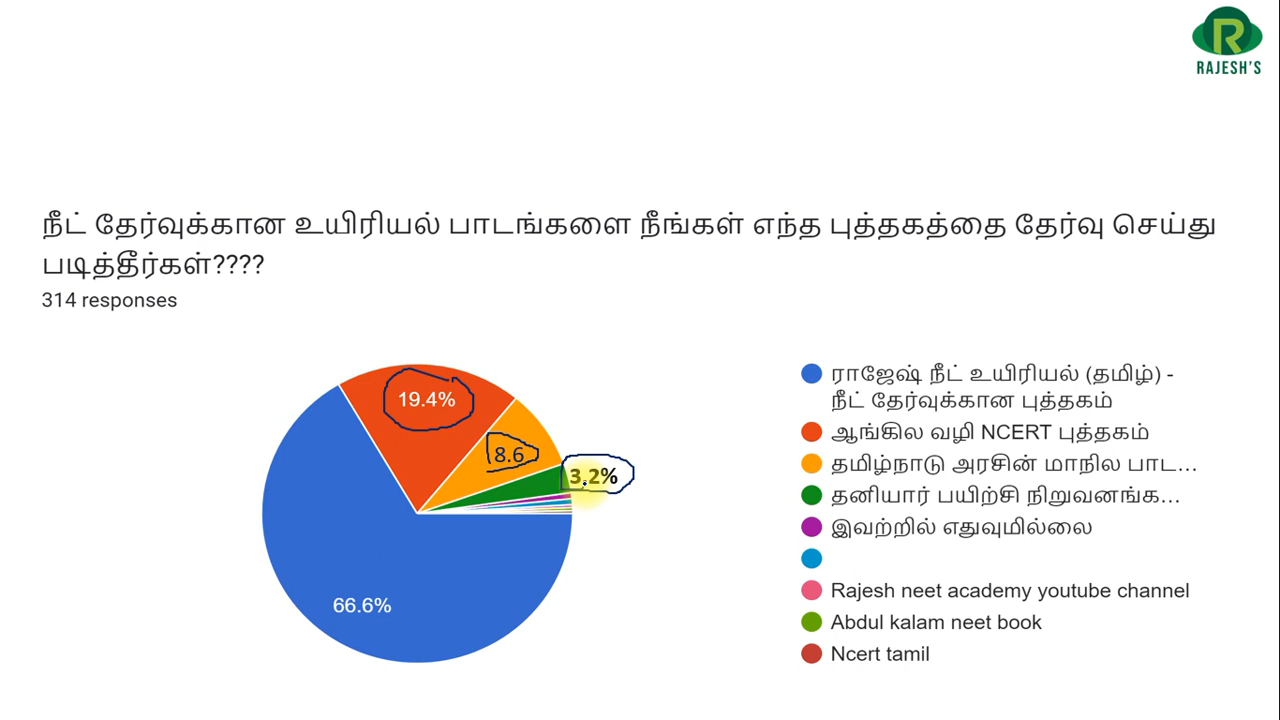 RAJESH'S
நீட் தேர்வுக்கான உயிரியல் பாடங்களை நீங்கள் எந்த புத்தகத்தை தேர்வு செய்து
படித்தீர்கள்????
314 responses
19.4%
8.6
3.2%
66.6%
ராஜேஷ் நீட் உயிரியல் (தமிழ்) -
நீட் தேர்வுக்கான புத்தகம்
ஆங்கில வழி NCERT புத்தகம்
தமிழ்நாடு அரசின் மாநில பாட...
தனியார் பயிற்சி நிறுவனங்க...
இவற்றில் எதுவுமில்லை
Rajesh neet academy youtube channel
Abdul kalam neet book
Ncert tamil